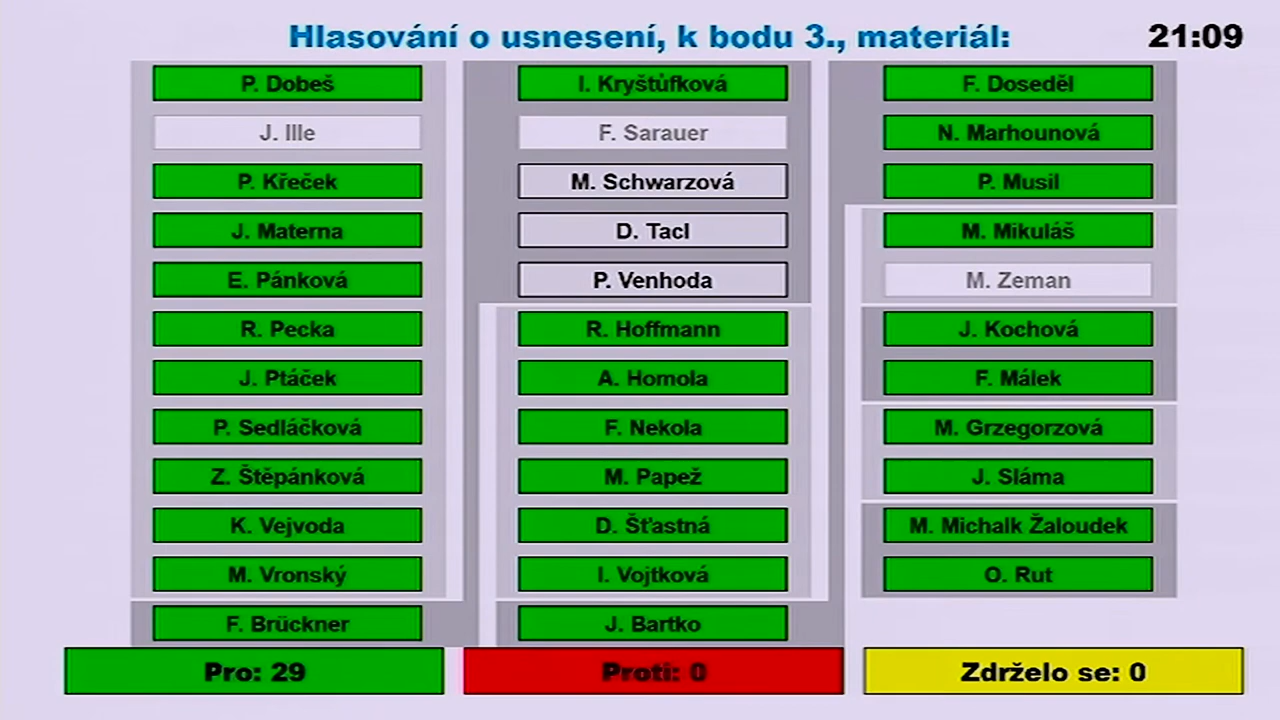 Hlasování o usnesení, k bodu 3., materiál:
21:09
P. Dobeš
J. Ille
P. Křeček
J. Materna
E. Pánková
R. Pecka
J. Ptáček
P. Sedláčková
Z. Štěpánková
K. Vejvoda
M. Vronský
F. Brückner
I. Kryštůfková
F. Sarauer
M. Schwarzová
D. Tacl
P. Venhoda
R. Hoffmann
A. Homola
F. Nekola
M. Papež
D. Šťastná
I. Vojtková
J. Bartko
F. Doseděl
N. Marhounová
P. Musil
M. Mikuláš
M. Zeman
J. Kochová
F. Málek
M. Grzegorzová
J. Sláma
M. Michalk Žaloudek
O. Rut
Pro: 29
Proti: 0
Zdrželo se: 0